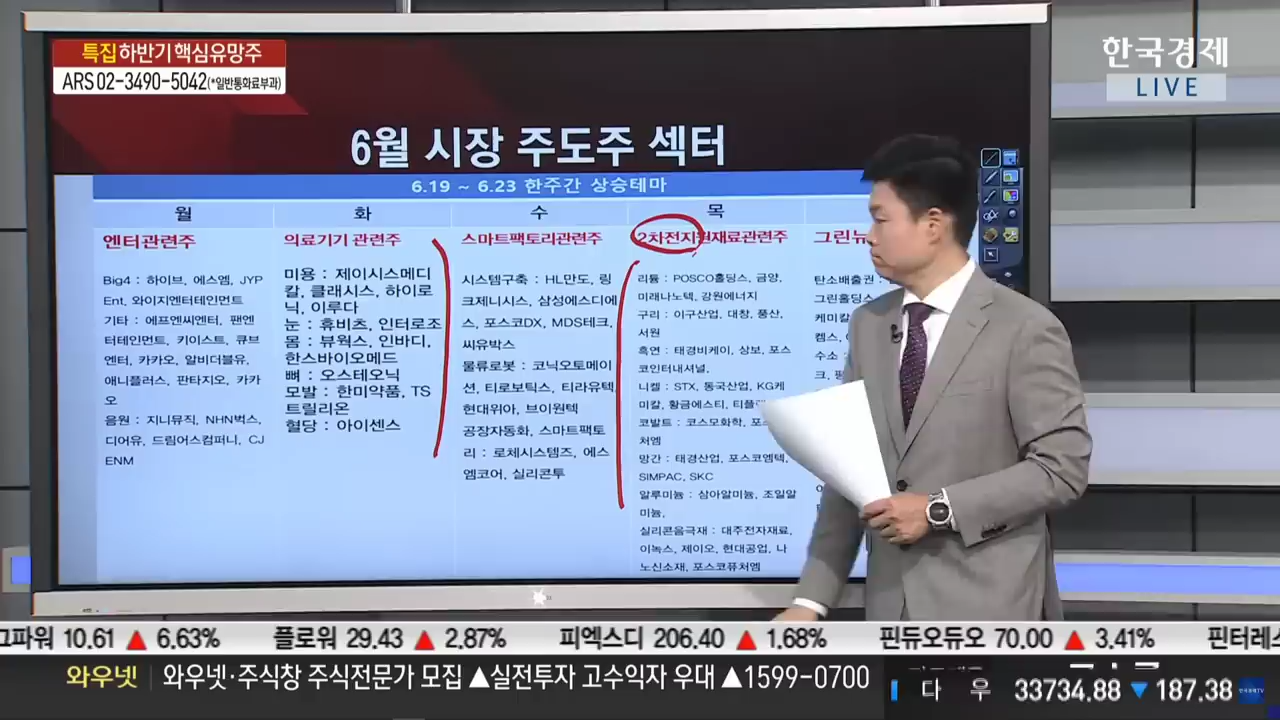 특집 하반기 핵심유망주
ARS 02-3490-5042(*일반통화료부과)
한국경제
LIVE
6월 시장 주도주 섹터
6.19 ~ 6.23 한주간 상승테마
월
화
수
목
엔터관련주
의료기기 관련주
스마트팩토리관련주
2차전지원재료관련주
그린뉴
Big4 : 하이브, 에스엠, JYP
Ent, 와이지엔터테인먼트
기타 : 에프엔씨엔터, 팬엔
터테인먼트, 키이스트, 큐브
엔터, 카카오, 알비더블유,
애니플러스, 판타지오, 카카
오
음원 : 지니뮤직, NHN벅스,
디어유, 드림어스컴퍼니, CJ
ENM
미용 : 제이시스메디
칼, 클래시스, 하이로
닉, 이루다
눈 : 휴비츠, 인터로조
몸 : 뷰웍스, 인바디,
한스바이오메드
뼈 : 오스테오닉
모발 : 한미약품, TS
트릴리온
혈당 : 아이센스
시스템구축 : HL만도, 링
크제니시스, 삼성에스디에
스, 포스코DX, MDS테크,
씨유박스
물류로봇 : 코닉오토메이
션, 티로보틱스, 티라유텍
현대위아, 브이원텍
공장자동화, 스마트팩토
리 : 로체시스템즈, 에스
엠코어, 실리콘투
리튬 : POSCO홀딩스, 금양,
미래나노텍, 강원에너지
구리 : 이구산업, 대창, 풍산,
서원
흑연 : 태경비케이, 상보, 포스
코인터내셔널,
니켈 : STX, 동국산업, KG케
미칼, 황금에스티, 티플
코발트 : 코스모화학, 포스
처엠
망간 : 태경산업, 포스코엠텍,
SIMPAC, SKC
알루미늄 : 삼아알미늄, 조일알
미늄,
실리콘음극재 : 대주전자재료,
이녹스, 제이오, 현대공업, 나
노신소재, 포스코퓨처엠
탄소배출권 :
그린홀딩스
케미칼
켐스,
수소 :
크,
그파워 10.61 ▲ 6.63% 플로워 29.43 ▲ 2.87% 피엑스디 206.40 ▲ 1.68% 핀듀오듀오 70.00 ▲ 3.41% 핀터레스
와우넷 와우넷·주식창 주식전문가 모집 ▲실전투자 고수익자 우대 ▲1599-0700
다 우 33734.88 ▼ 187.38
한국경제TV